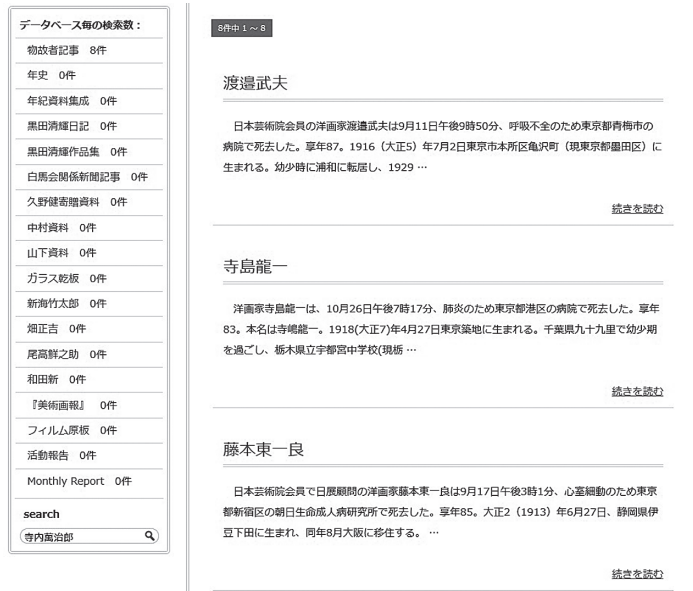 データベース毎の検索数：
物故者記事　8件
年史　0件
年紀資料集成　0件
黒田清輝日記　0件
黒田清輝作品集　0件
白馬会関係新聞記事　0件
久野健寄贈資料　0件
中村資料　0件
山下資料　0件
ガラス乾板　0件
新海竹太郎　0件
畑正吉　0件
尾高鮮之助　0件
和田新　0件
『美術画報』　0件
フィルム原板　0件
活動報告　0件
Monthly Report　0件
search
寺内萬治郎
8件中 1 ～ 8
渡邉武夫
日本芸術院会員の洋画家渡邉武夫は9月11日午後9時50分、呼吸不全のため東京都青梅市の
病院で死去した。享年87。1916（大正5）年7月2日東京市本所区亀沢町（現東京都墨田区）に
生まれる。幼少時に浦和に転居し、1929 …
続きを読む
寺島龍一
洋画家寺島龍一は、10月26日午後7時17分、肺炎のため東京都港区の病院で死去した。享年
83。本名は寺嶋龍一。1918(大正7)年4月27日東京築地に生まれる。千葉県九十九里で幼少期
を過ごし、栃木県立宇都宮中学校(現栃 …
続きを読む
藤本東一良
日本芸術院会員で日展顧問の洋画家藤本東一良は9月17日午後3時1分、心室細動のため東京
都新宿区の朝日生命成人病研究所で死去した。享年85。大正2（1913）年6月27日、静岡県伊
豆下田に生まれ、同年8月大阪に移住する。 …
続きを読む